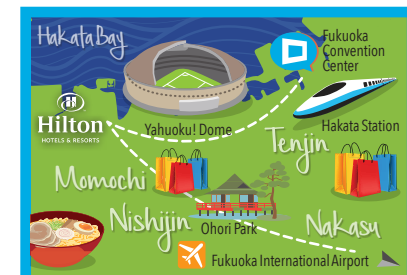 Hakata Bay
Fukuoka
Convention
Center
Hilton
HOTELS & RESORTS
Yahuoku! Dome
Hakata Station
Tenjin
Momochi
Nishijin
Ohori Park
Nakasu
Fukuoka International Airport